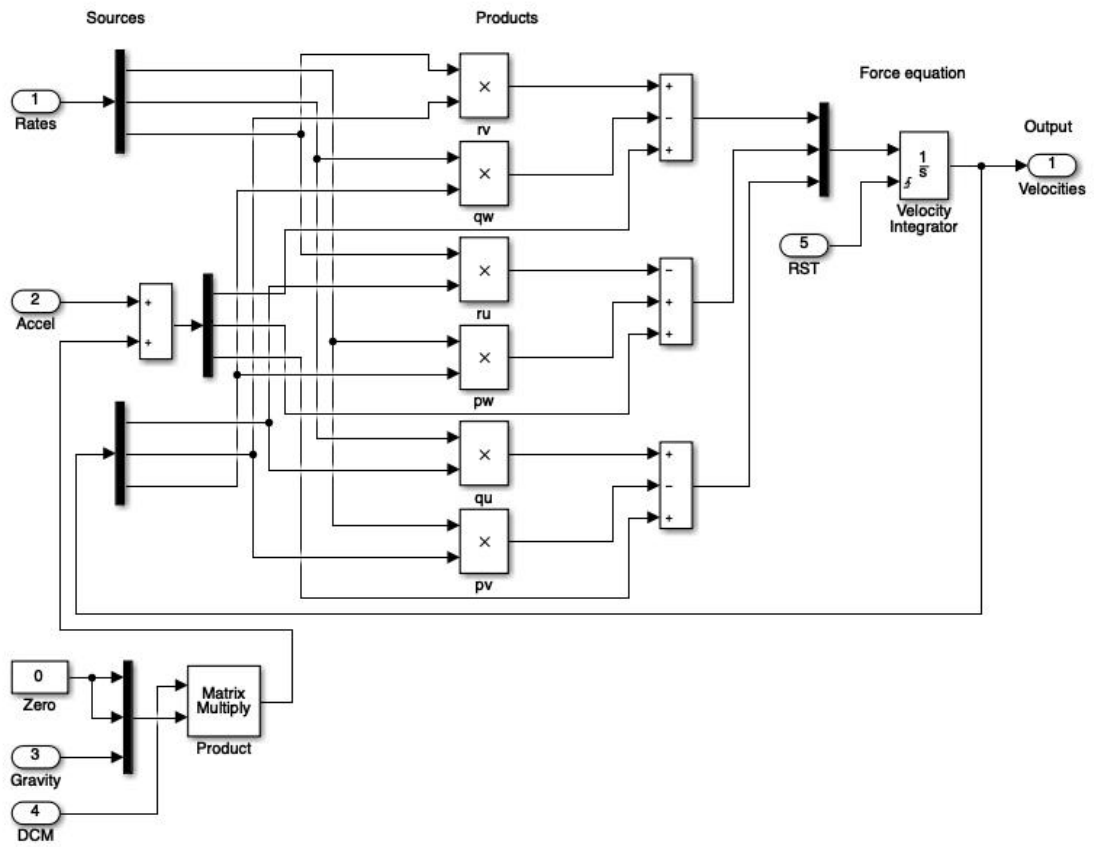 Sources
Products
Force equation
Output
1
Rates
×
rv
×
qw
+
−
+
1
s
Velocity
Integrator
1
Velocities
5
RST
2
Accel
+
+
×
ru
×
pw
−
+
+
×
qu
×
pv
+
−
+
0
Zero
3
Gravity
4
DCM
Matrix
Multiply
Product